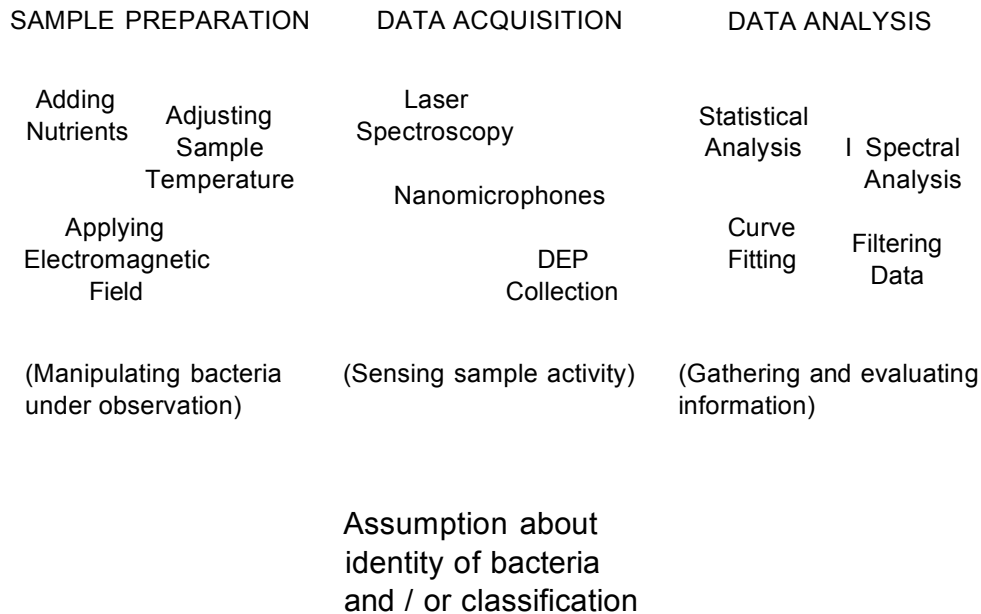 SAMPLE PREPARATION
Adding
Nutrients
Adjusting
Sample
Temperature
Applying
Electromagnetic
Field
(Manipulating bacteria
under observation)
DATA ACQUISITION
Laser
Spectroscopy
Nanomicrophones
DEP
Collection
(Sensing sample activity)
DATA ANALYSIS
Statistical
Analysis
I Spectral
Analysis
Curve
Fitting
Filtering
Data
(Gathering and evaluating
information)
Assumption about
identity of bacteria
and / or classification